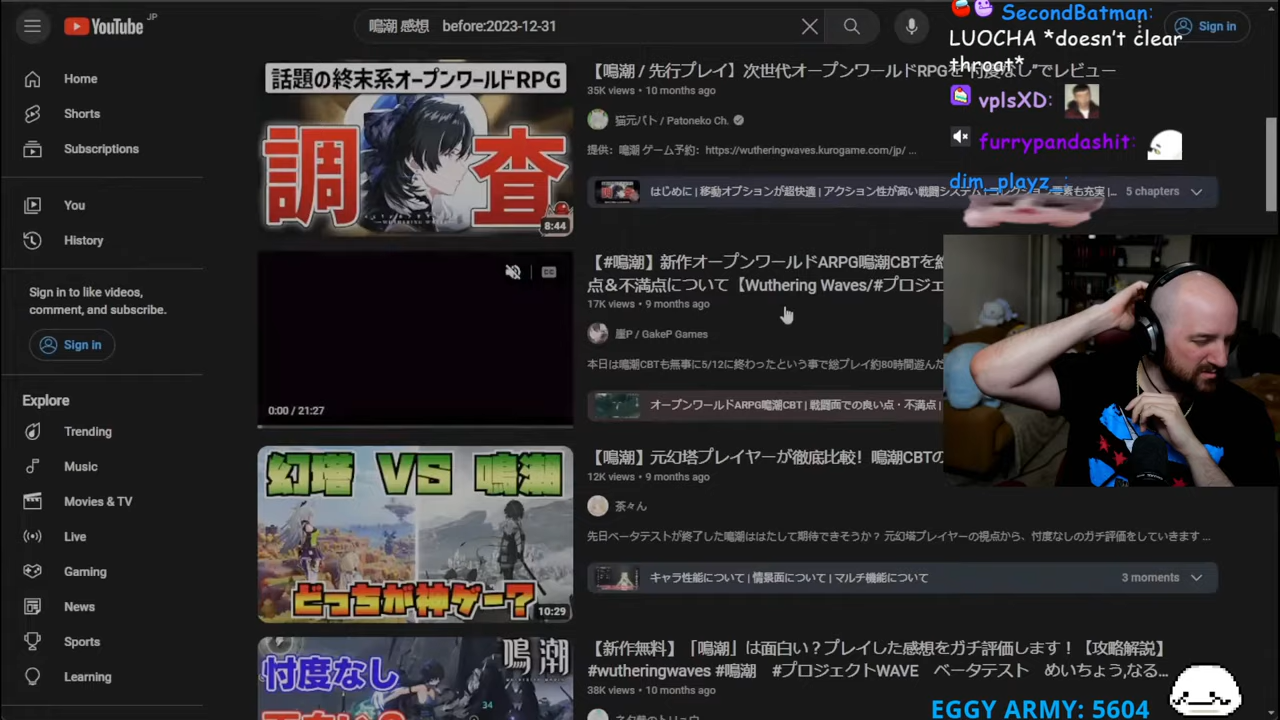 YouTube JP
鳴潮 感想 before:2023-12-31
Sign in
SecondBatman:
LUOCHA *doesn't clear
throat*
vplsXD:
furrypandashit:
dim_playz_:
Home
Shorts
Subscriptions
You
History
Sign in to like videos,
comment, and subscribe.
Sign in
Explore
Trending
Music
Movies & TV
Live
Gaming
News
Sports
Learning
話題の終末系オープンワールドRPG
調査
8:44
【鳴潮 / 先行プレイ】次世代オープンワールドRPGを"忖度なし"でレビュー
35K views • 10 months ago
猫元パト / Patoneko Ch.
提供：鳴潮 ゲーム予約：https://wutheringwaves.kurogame.com/jp/ ...
はじめに | 移動オプションが超快適 | アクション性が高い戦闘システム
要素も充実 |...
5 chapters
0:00 / 21:27
【#鳴潮】新作オープンワールドARPG鳴潮CBTを
点＆不満点について【Wuthering Waves/#プロジェ
17K views • 9 months ago
崖P / GakeP Games
本日は鳴潮CBTも無事に5/12に終わったという事で総プレイ約80時間遊んだ
オープンワールドARPG鳴潮CBT | 戦闘面での良い点・不満点 |
幻塔 VS 鳴潮
どっちが神ゲー？
10:29
【鳴潮】元幻塔プレイヤーが徹底比較！鳴潮CBTの
12K views • 9 months ago
茶々ん
先日ベータテストが終了した鳴潮ははたして期待できそうか？ 元幻塔プレイヤーの視点から、忖度なしのガチ評価をしていきます ...
キャラ性能について | 情景面について | マルチ機能について
3 moments
鳴潮
忖度なし
34
【新作無料】「鳴潮」は面白い？プレイした感想をガチ評価します！【攻略解説】
#wutheringwaves #鳴潮 #プロジェクトWAVE ベータテスト めいちょう,なる...
38K views • 10 months ago
EGGY ARMY: 5604